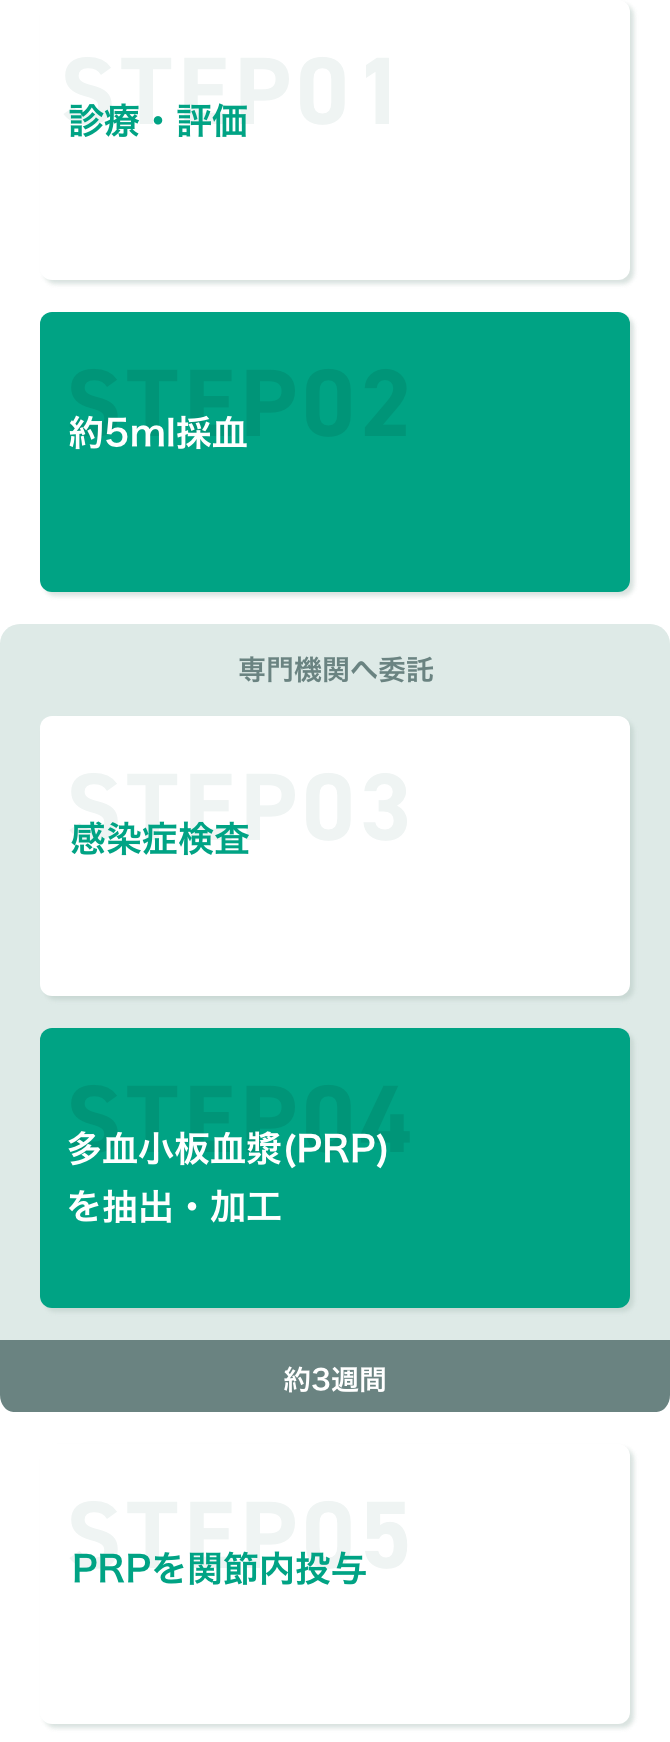 STEP01
診療・評価
STEP02
約5ml採血
専門機関へ委託
STEP03
感染症検査
STEP04
多血小板血漿(PRP)
を抽出・加工
約3週間
STEP05
PRPを関節内投与